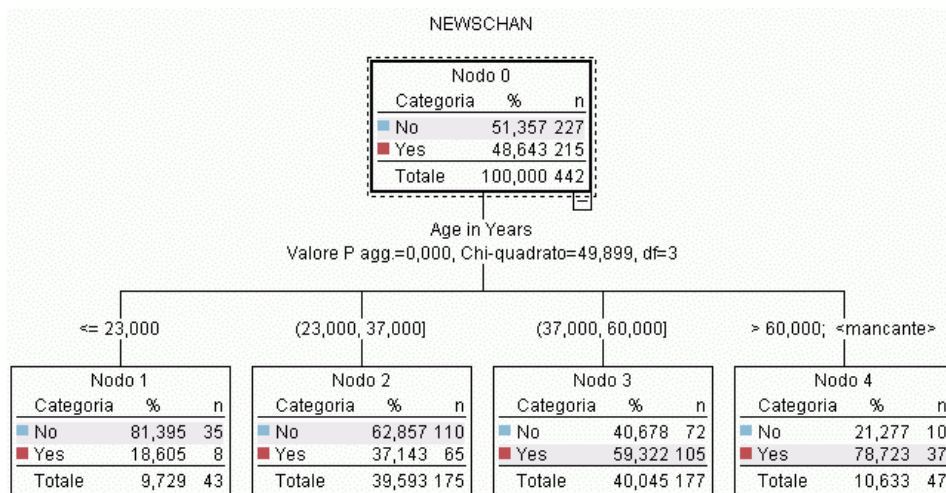 NEWSCHAN
Nodo 0
Categoria % n
No 51,357 227
Yes 48,643 215
Totale 100,000 442
Age in Years
Valore P agg.=0,000, Chi-quadrato=49,899, df=3
<= 23,000 (23,000, 37,000] (37,000, 60,000] > 60,000; <mancante>
Nodo 1 Nodo 2 Nodo 3 Nodo 4
Categoria % n Categoria % n Categoria % n Categoria % n
No 81,395 35 No 62,857 110 No 40,678 72 No 21,277 10
Yes 18,605 8 Yes 37,143 65 Yes 59,322 105 Yes 78,723 37
Totale 9,729 43 Totale 39,593 175 Totale 40,045 177 Totale 10,633 47